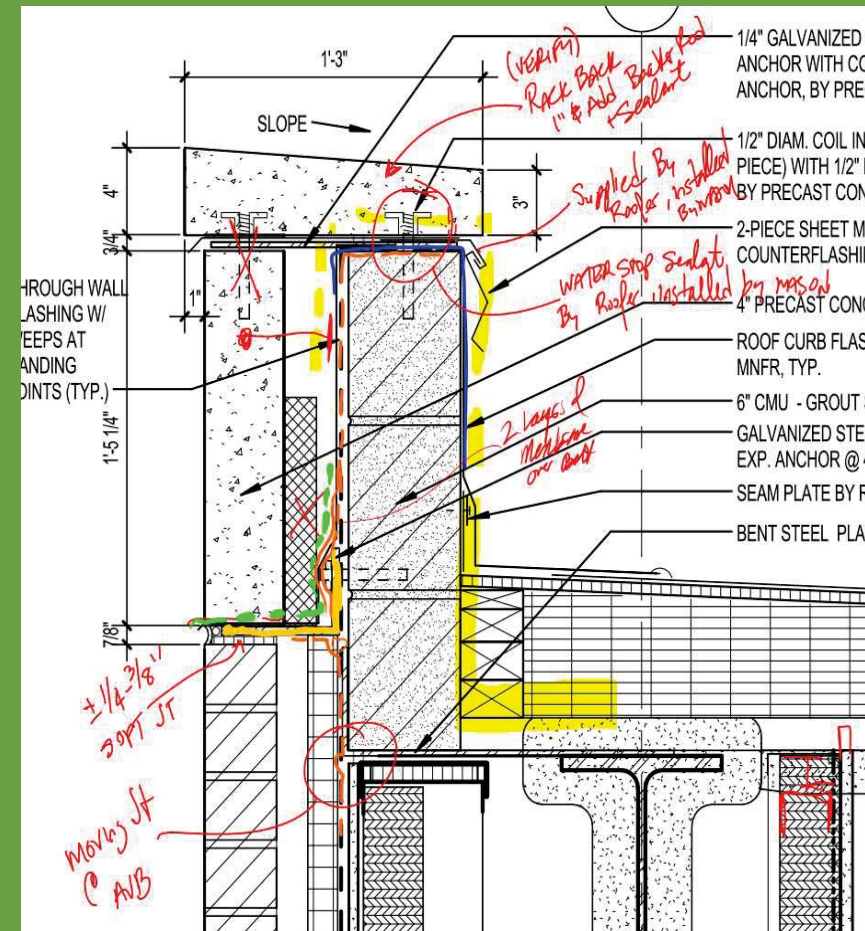 1'-3"
SLOPE
4"
3"
3/4"
1"
1'-5 1/4"
7/8"
HROUGH WALL
LASHING W/
EEPS AT
ANDING
OINTS (TYP.)
1/4" GALVANIZED
ANCHOR WITH CO
ANCHOR, BY PRE
1/2" DIAM. COIL IN
PIECE) WITH 1/2"
BY PRECAST CON
2-PIECE SHEET M
COUNTERFLASHI
4" PRECAST CONC
ROOF CURB FLAS
MNFR, TYP.
6" CMU - GROUT
GALVANIZED STE
EXP. ANCHOR @
SEAM PLATE BY
BENT STEEL PLA
(VERIFY)
RACK BACK
1" & Add Backer Rod
+ Sealant
Supplied By
Roofer, installed
By mason
WATER STOP Sealant
By Roofer installed by mason
2 Layers of
Membrane
over
± 1/4-3/8"
SOFT JT
Moving Jt
@ AVB